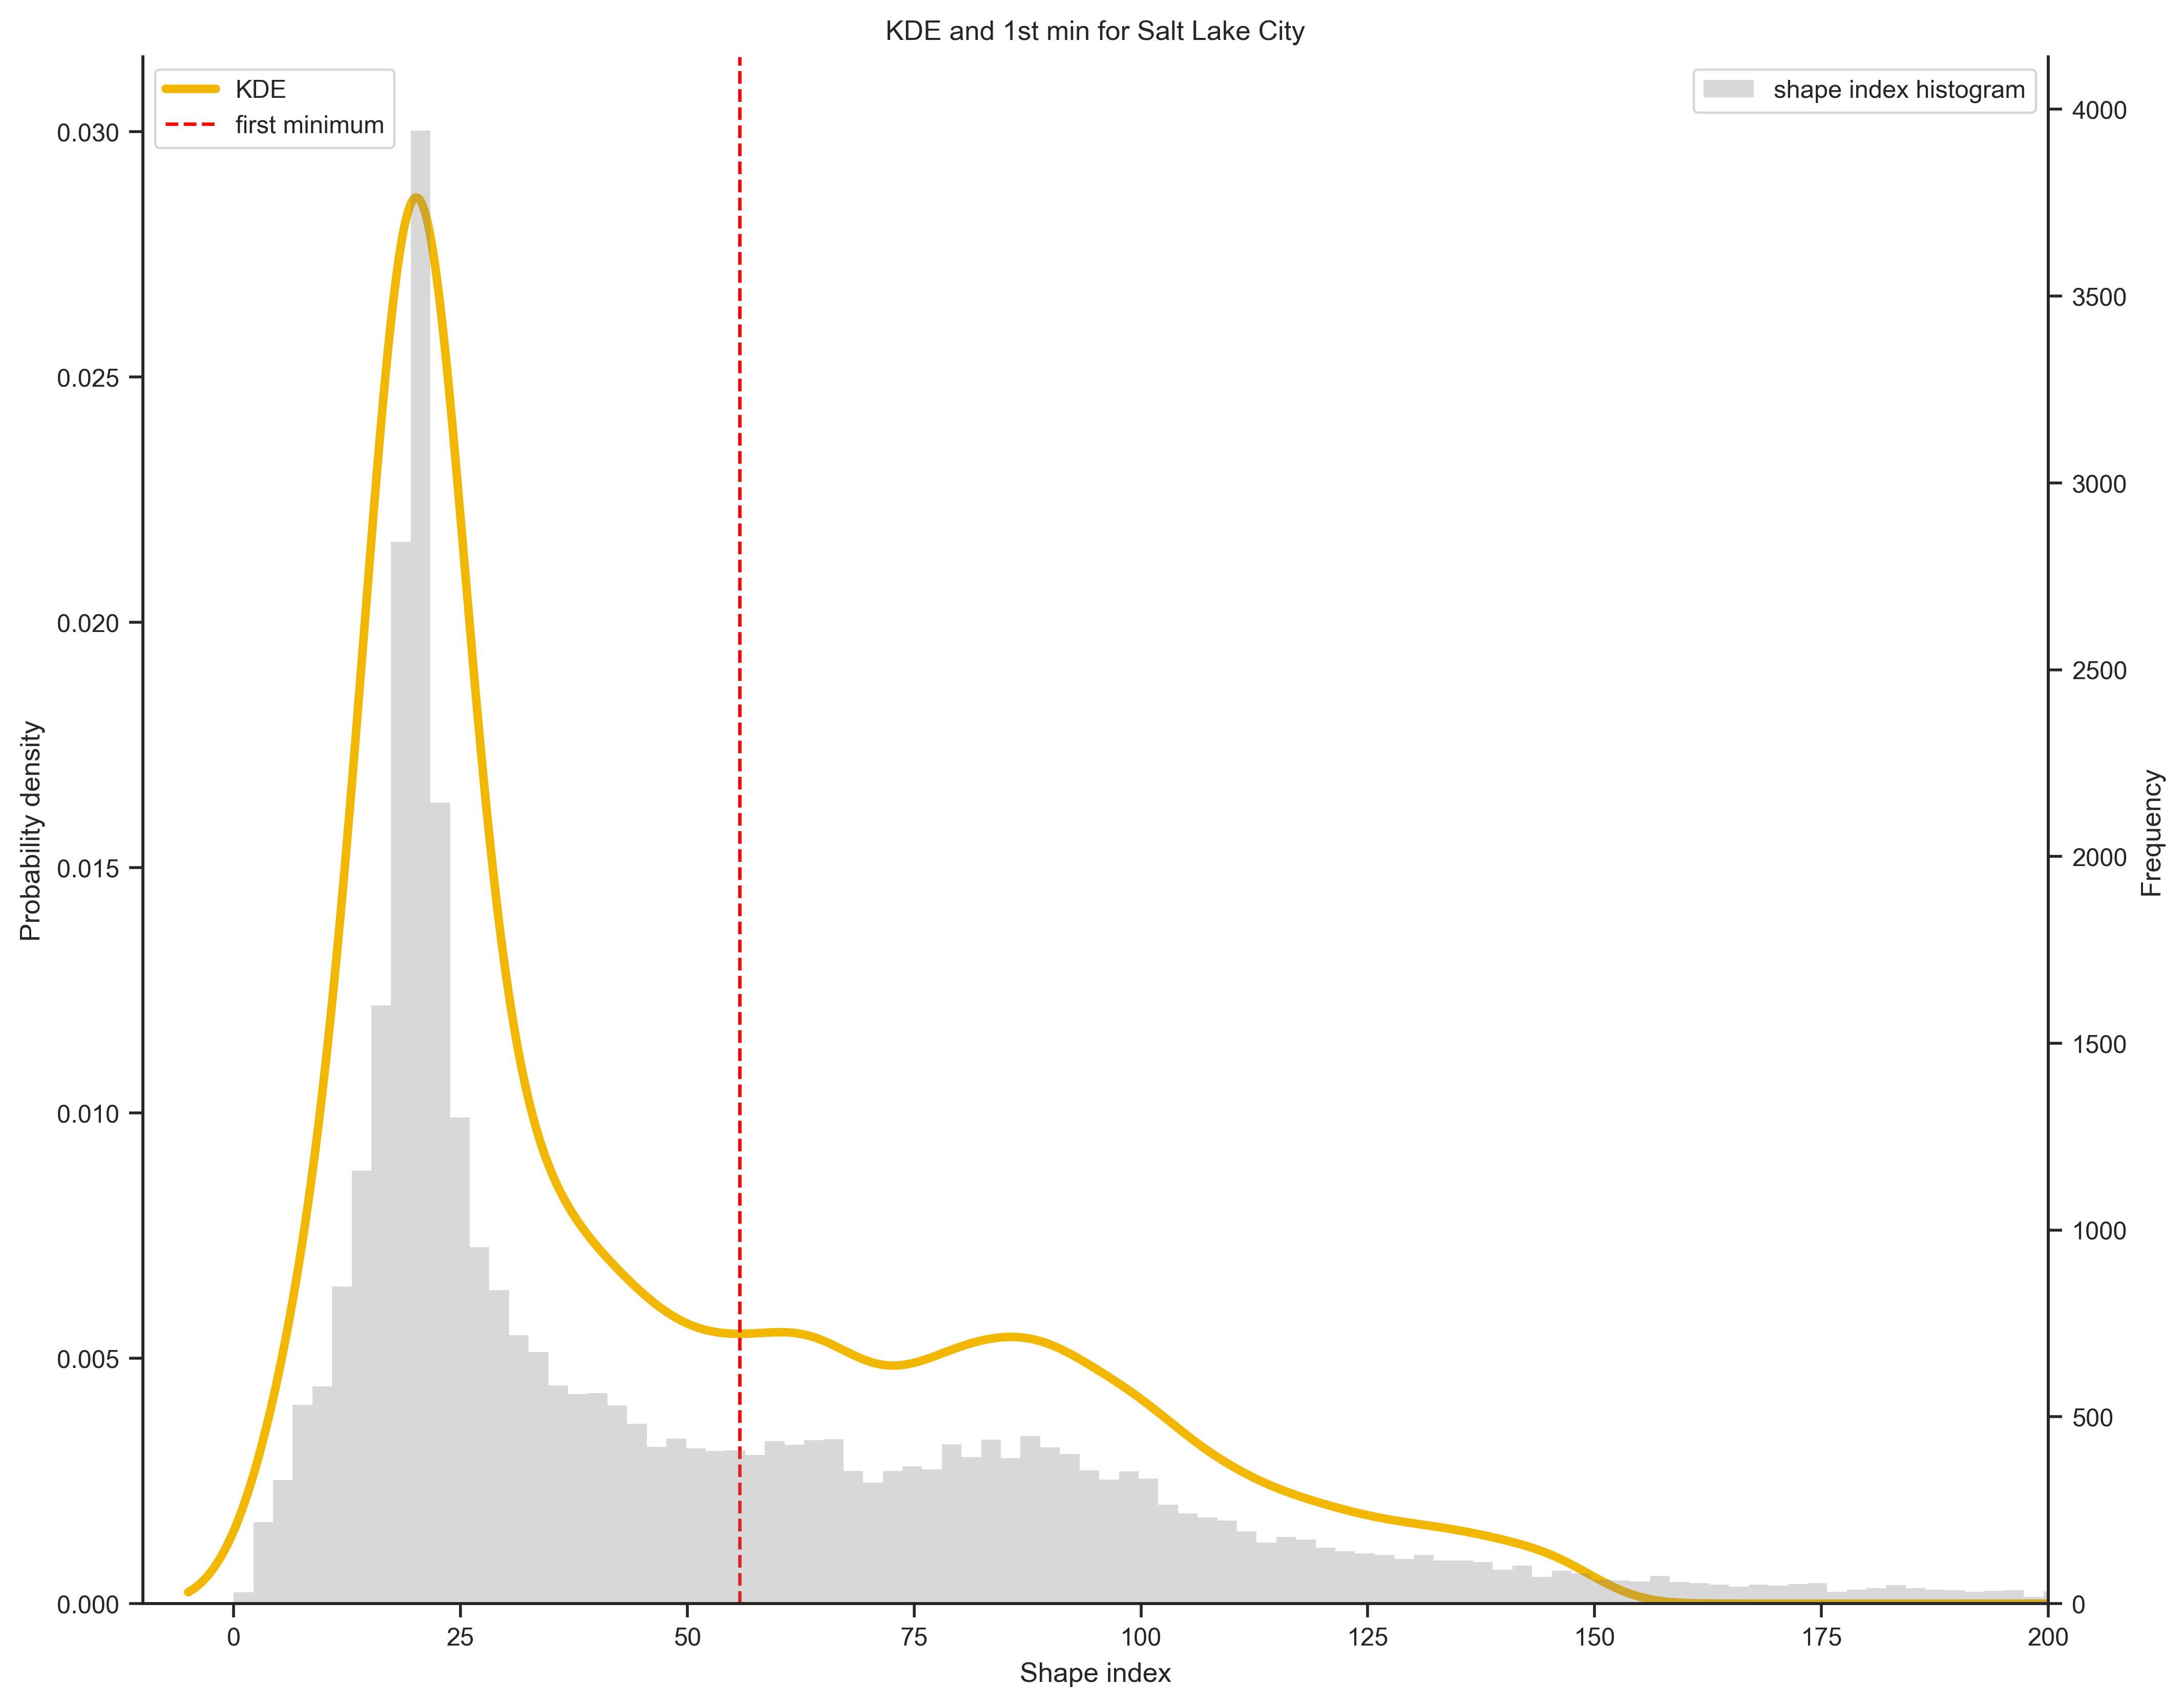 KDE and 1st min for Salt Lake City
KDE
first minimum
shape index histogram
Probability density
0.030
0.025
0.020
0.015
0.010
0.005
0.000
4000
3500
3000
2500
2000
1500
1000
500
0
Frequency
0 25 50 75 100 125 150 175 200
Shape index